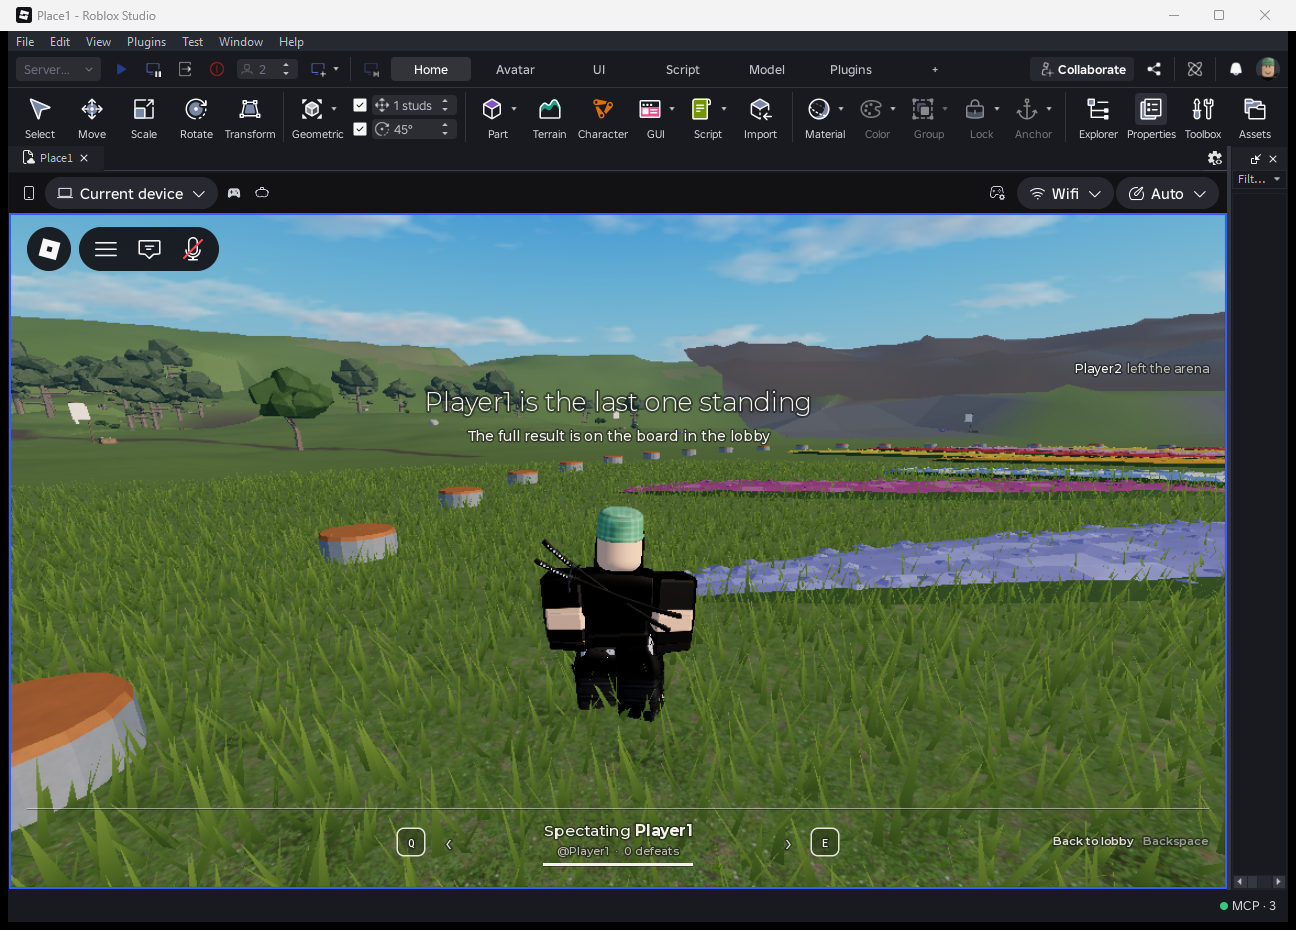 Place1 - Roblox Studio
File Edit View Plugins Test Window Help
Server... 2 Home Avatar UI Script Model Plugins + Collaborate
1 studs
45°
Select Move Scale Rotate Transform Geometric Part Terrain Character GUI Script Import Material Color Group Lock Anchor Explorer Properties Toolbox Assets
Place1
Filt...
Current device Wifi Auto
Player2 left the arena
Player1 is the last one standing
The full result is on the board in the lobby
Q ‹ Spectating Player1 › E
@Player1 · 0 defeats
Back to lobby Backspace
MCP · 3